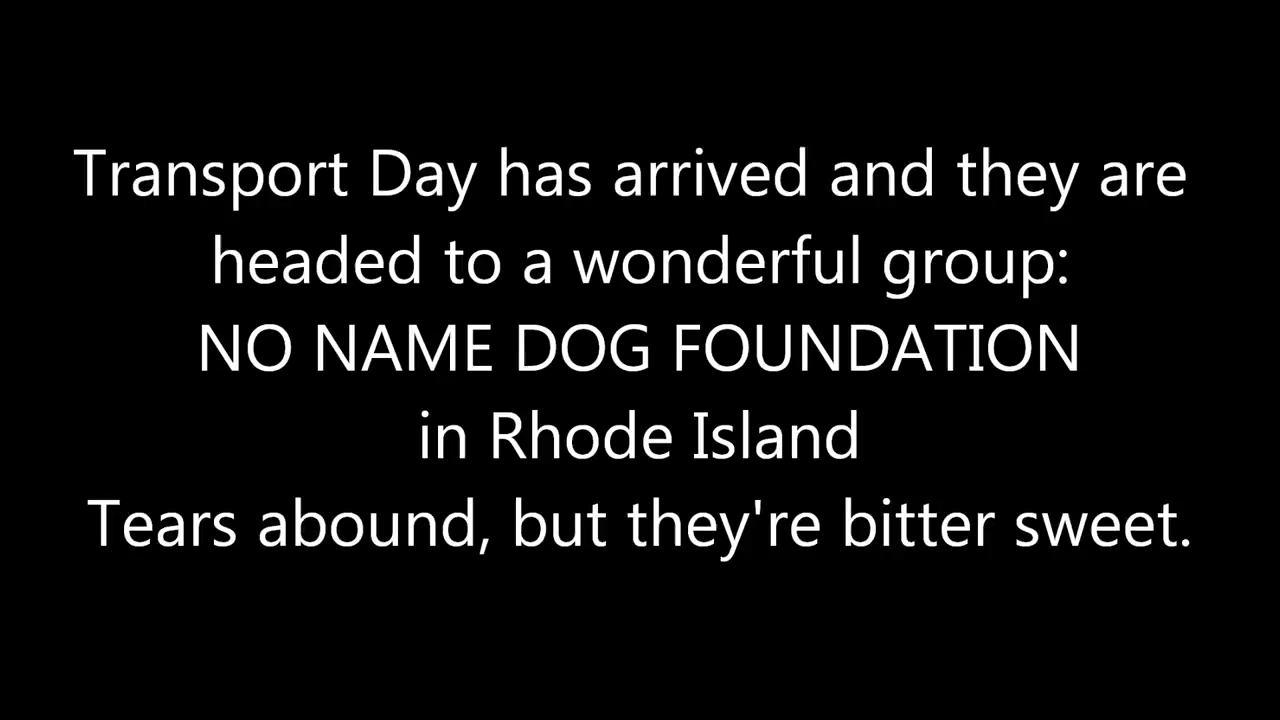 Transport Day has arrived and they are
headed to a wonderful group:
NO NAME DOG FOUNDATION
in Rhode Island
Tears abound, but they're bitter sweet.